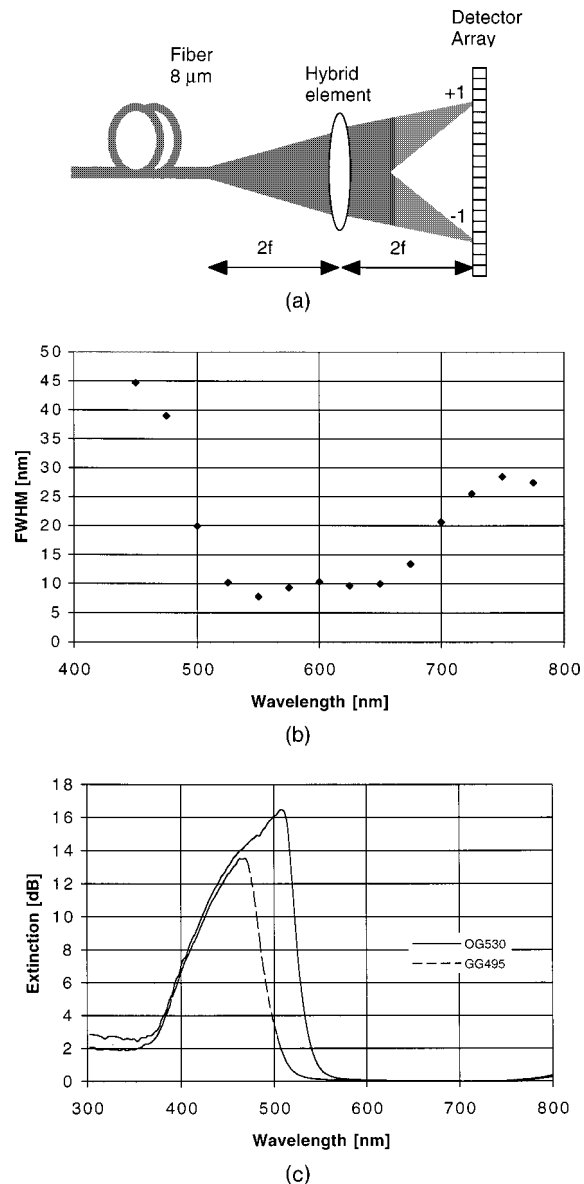 Detector
Array
Fiber
8 µm
Hybrid
element
+1
-1
2f
2f
(a)
50
45
40
35
30
25
20
15
10
5
0
FWHM [nm]
400 500 600 700 800
Wavelength [nm]
(b)
18
16
14
12
10
8
6
4
2
0
Extinction [dB]
OG530
GG495
300 400 500 600 700 800
Wavelength [nm]
(c)